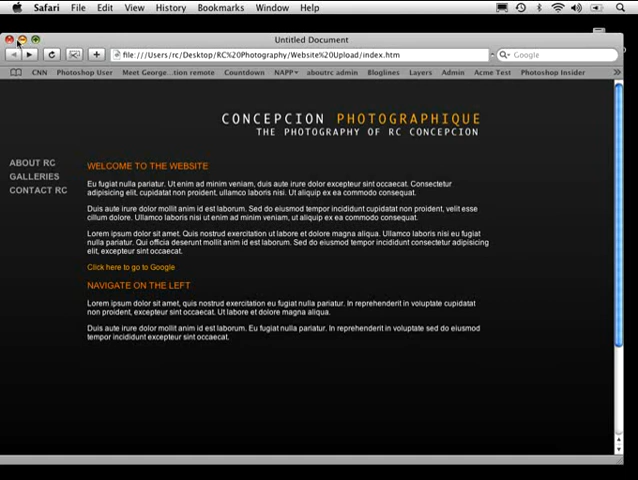 Safari File Edit View History Bookmarks Window Help
Untitled Document
file:///Users/rc/Desktop/RC%20Photography/Website%20Upload/index.htm
Google
CNN Photoshop User Meet George...tion remote Countdown NAPP aboutrc admin Bloglines Layers Admin Acme Test Photoshop Insider
CONCEPCION PHOTOGRAPHIQUE
THE PHOTOGRAPHY OF RC CONCEPCION
ABOUT RC
GALLERIES
CONTACT RC
WELCOME TO THE WEBSITE
Eu fugiat nulla pariatur. Ut enim ad minim veniam, duis aute irure dolor excepteur sint occaecat. Consectetur
adipisicing elit, cupidatat non proident, ullamco laboris nisi ut aliquip ex ea commodo consequat.
Duis aute irure dolor sed do eiusmod tempor incididunt cupidatat non proident, velit esse
cillum dolore. Ullamco laboris nisi ut enim ad minim veniam, ut aliquip ex ea commodo consequat.
Lorem ipsum dolor sit amet. Quis nostrud exercitation ut labore et dolore magna aliqua. Ullamco laboris nisi eu fugiat
nulla pariatur. Qui officia deserunt mollit anim id est laborum. Sed do eiusmod tempor incididunt consectetur adipisicing
elit, excepteur sint occaecat.
Click here to go to Google
NAVIGATE ON THE LEFT
Lorem ipsum dolor sit amet, quis nostrud exercitation eu fugiat nulla pariatur. In reprehenderit in voluptate cupidatat
non proident, excepteur sint occaecat. Ut labore et dolore magna aliqua.
Duis aute irure dolor mollit anim id est laborum. Eu fugiat nulla pariatur. In reprehenderit in voluptate sed do eiusmod
tempor incididunt excepteur sint occaecat.